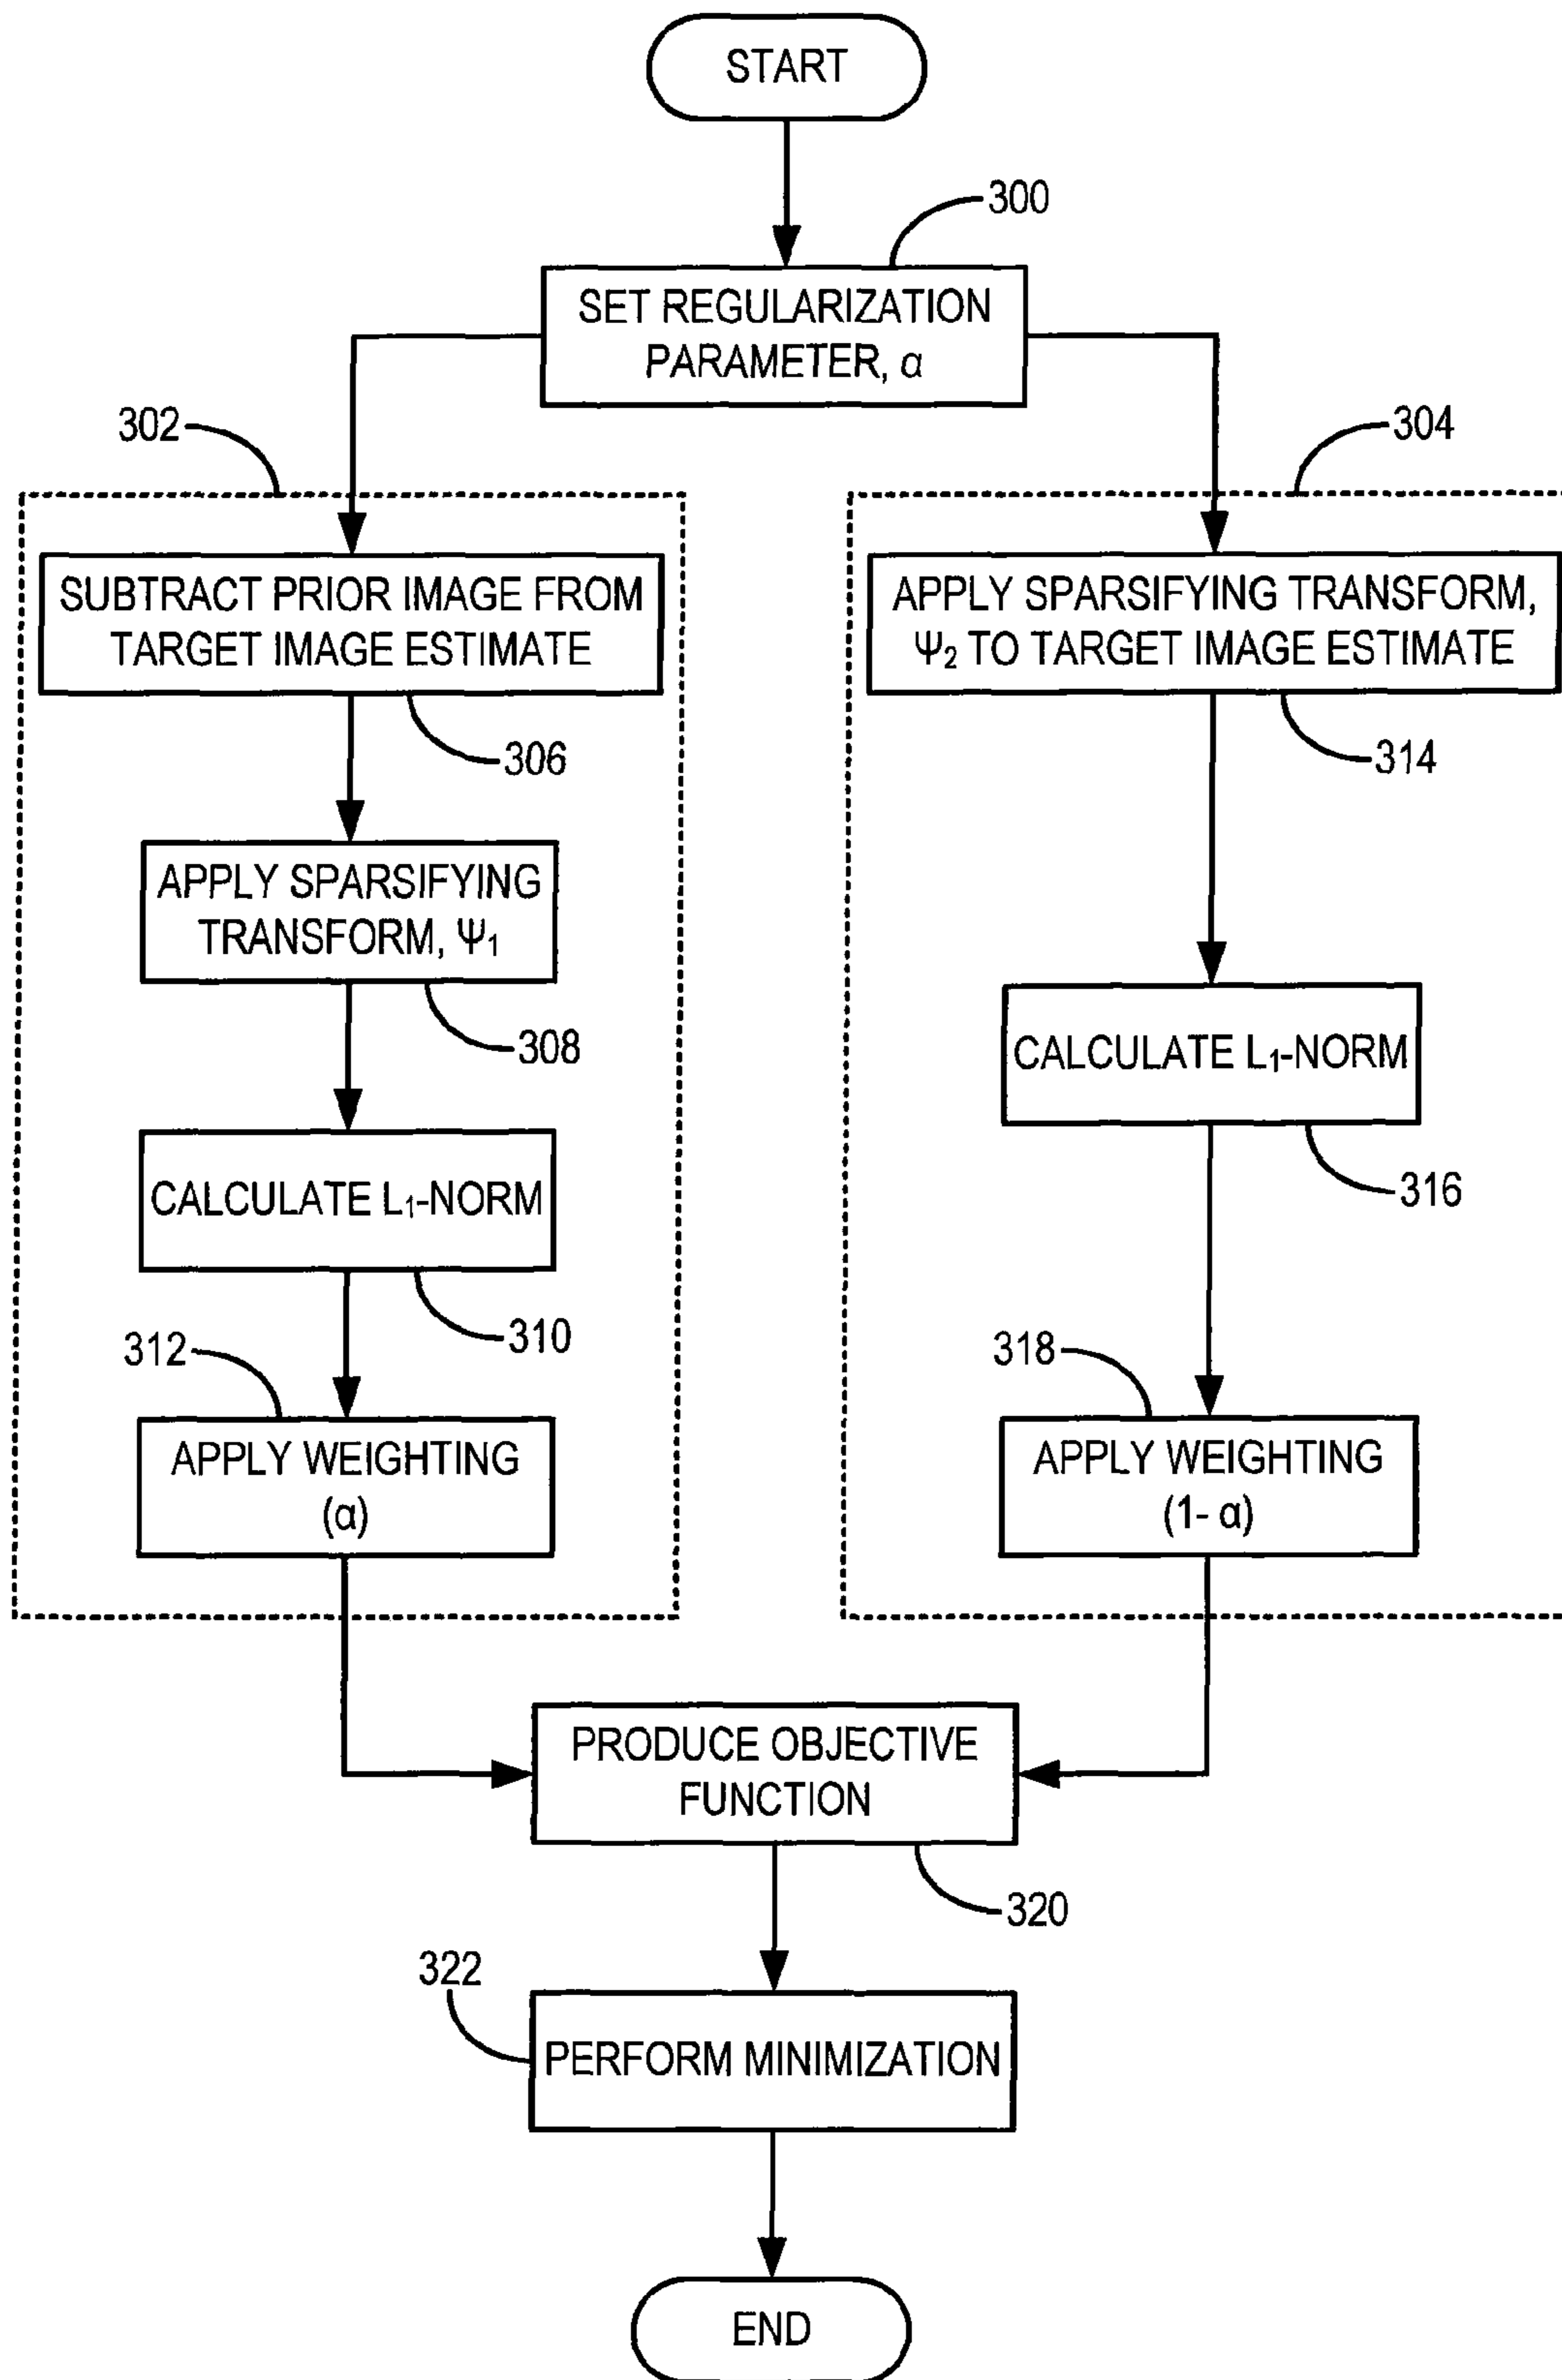 START
300
SET REGULARIZATION
PARAMETER, α
302
304
SUBTRACT PRIOR IMAGE FROM
TARGET IMAGE ESTIMATE
306
APPLY SPARSIFYING
TRANSFORM, Ψ₁
308
CALCULATE L₁-NORM
310
312
APPLY WEIGHTING
(α)
APPLY SPARSIFYING TRANSFORM,
Ψ₂ TO TARGET IMAGE ESTIMATE
314
CALCULATE L₁-NORM
316
318
APPLY WEIGHTING
(1- α)
PRODUCE OBJECTIVE
FUNCTION
320
322
PERFORM MINIMIZATION
END